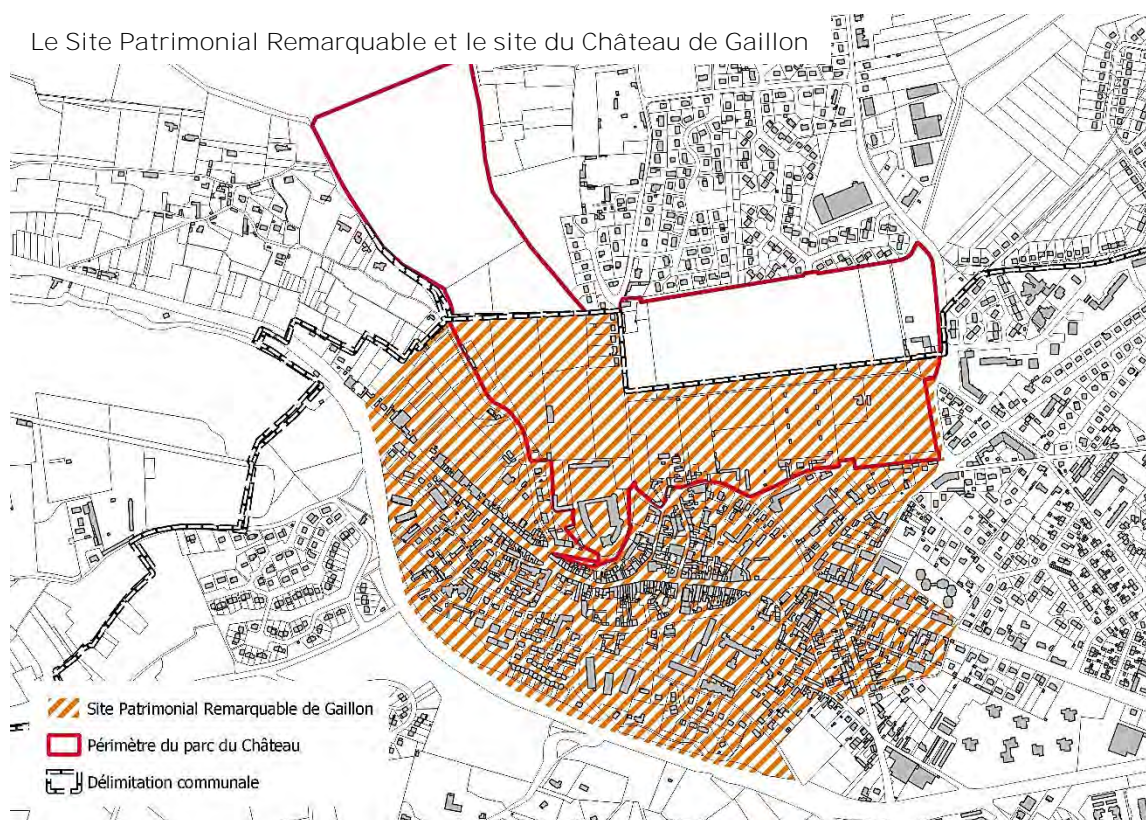 Le Site Patrimonial Remarquable et le site du Château de Gaillon
Site Patrimonial Remarquable de Gaillon
Périmètre du parc du Château
Délimitation communale